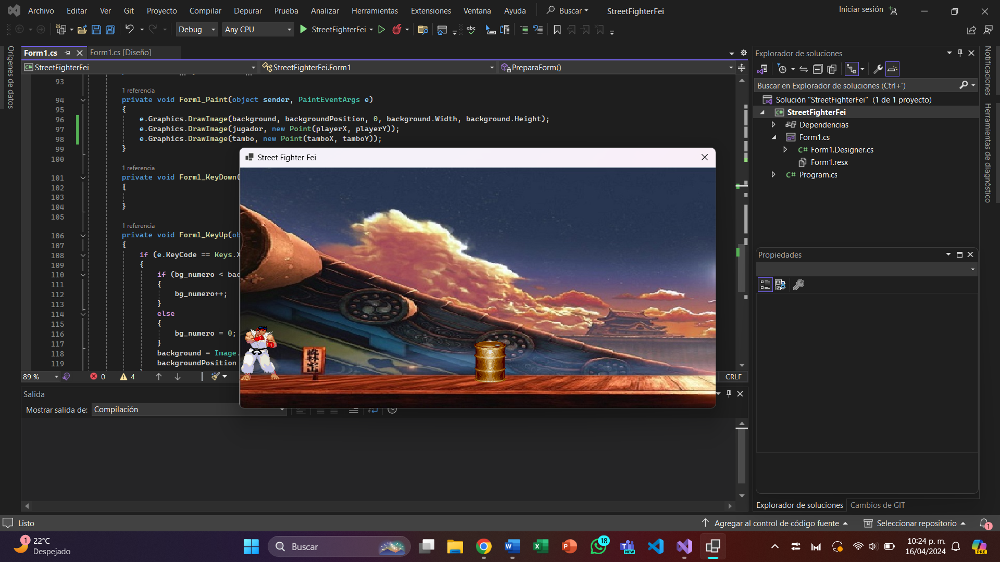 Archivo Editar Ver Git Proyecto Compilar Depurar Prueba Analizar Herramientas Extensiones Ventana Ayuda Buscar StreetFighterFei Iniciar sesión
Debug Any CPU StreetFighterFei abc
Orígenes de datos
Form1.cs Form1.cs [Diseño]
C# StreetFighterFei StreetFighterFei.Form1 PreparaForm()
93
1 referencia
94 private void Form1_Paint(object sender, PaintEventArgs e)
95 {
96 e.Graphics.DrawImage(background, backgroundPosition, 0, background.Width, background.Height);
97 e.Graphics.DrawImage(jugador, new Point(playerX, playerY));
98 e.Graphics.DrawImage(tambo, new Point(tamboX, tamboY));
99 }
100
1 referencia
101 private void Form1_KeyDown(
102 {
103
104 }
105
1 referencia
106 private void Form1_KeyUp(ob
107 {
108 if (e.KeyCode == Keys.X
109 {
110 if (bg_numero < bac
111 {
112 bg_numero++;
113 }
114 else
115 {
116 bg_numero = 0;
117 }
118 background = Image.
119 backgroundPosition
Street Fighter Fei
89 % 0 4 CRLF
Salida
Mostrar salida de: Compilación
Explorador de soluciones
Buscar en Explorador de soluciones (Ctrl+´)
Solución "StreetFighterFei" (1 de 1 proyecto)
C# StreetFighterFei
Dependencias
Form1.cs
C# Form1.Designer.cs
Form1.resx
C# Program.cs
Propiedades
Explorador de soluciones Cambios de GIT
Notificaciones
Herramientas de diagnóstico
Listo Agregar al control de código fuente Seleccionar repositorio 1
1 22°C
Despejado
Buscar
W X P 18 NEW
10:24 p. m.
16/04/2024
PRE